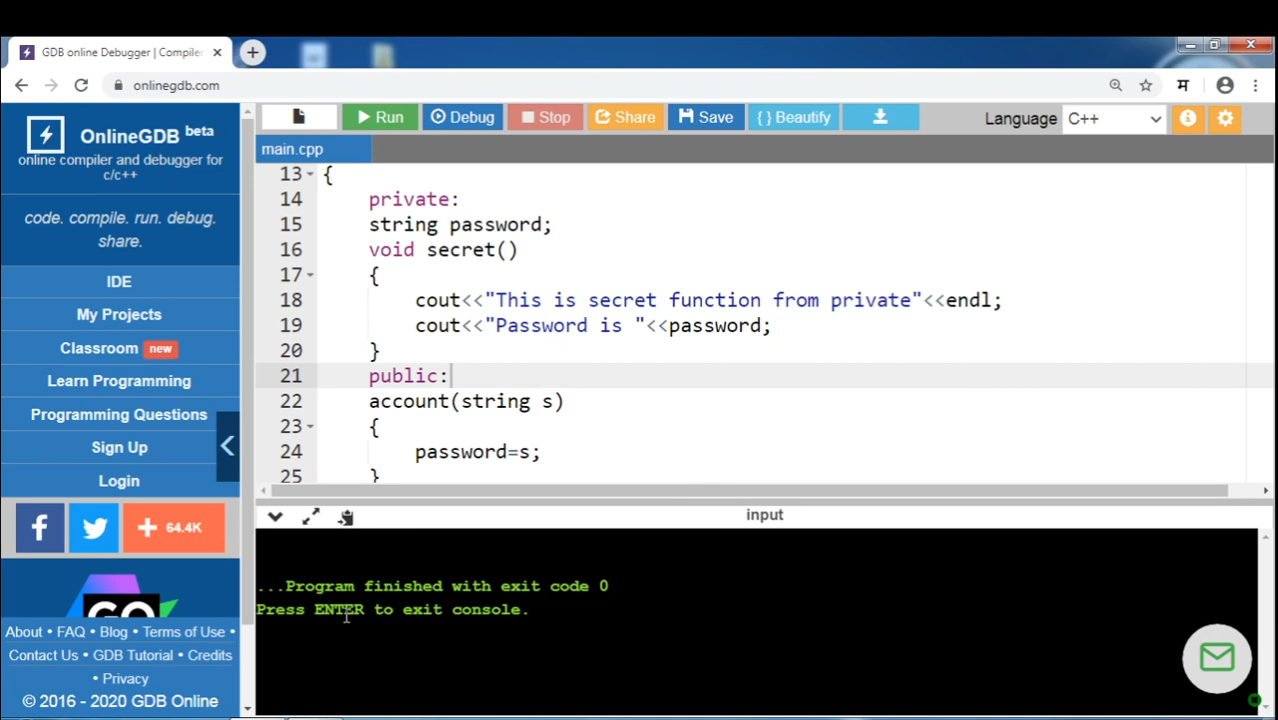 GDB online Debugger | Compiler
onlinegdb.com
म
OnlineGDB beta
online compiler and debugger for
c/c++
code. compile. run. debug.
share.
IDE
My Projects
Classroom new
Learn Programming
Programming Questions
Sign Up
Login
f + 64.4K
GO
About • FAQ • Blog • Terms of Use •
Contact Us • GDB Tutorial • Credits
• Privacy
© 2016 - 2020 GDB Online
Run Debug Stop Share Save { } Beautify Language C++
main.cpp
13 {
14 private:
15 string password;
16 void secret()
17 {
18 cout<<"This is secret function from private"<<endl;
19 cout<<"Password is "<<password;
20 }
21 public:
22 account(string s)
23 {
24 password=s;
25 }
input
...Program finished with exit code 0
Press ENTER to exit console.